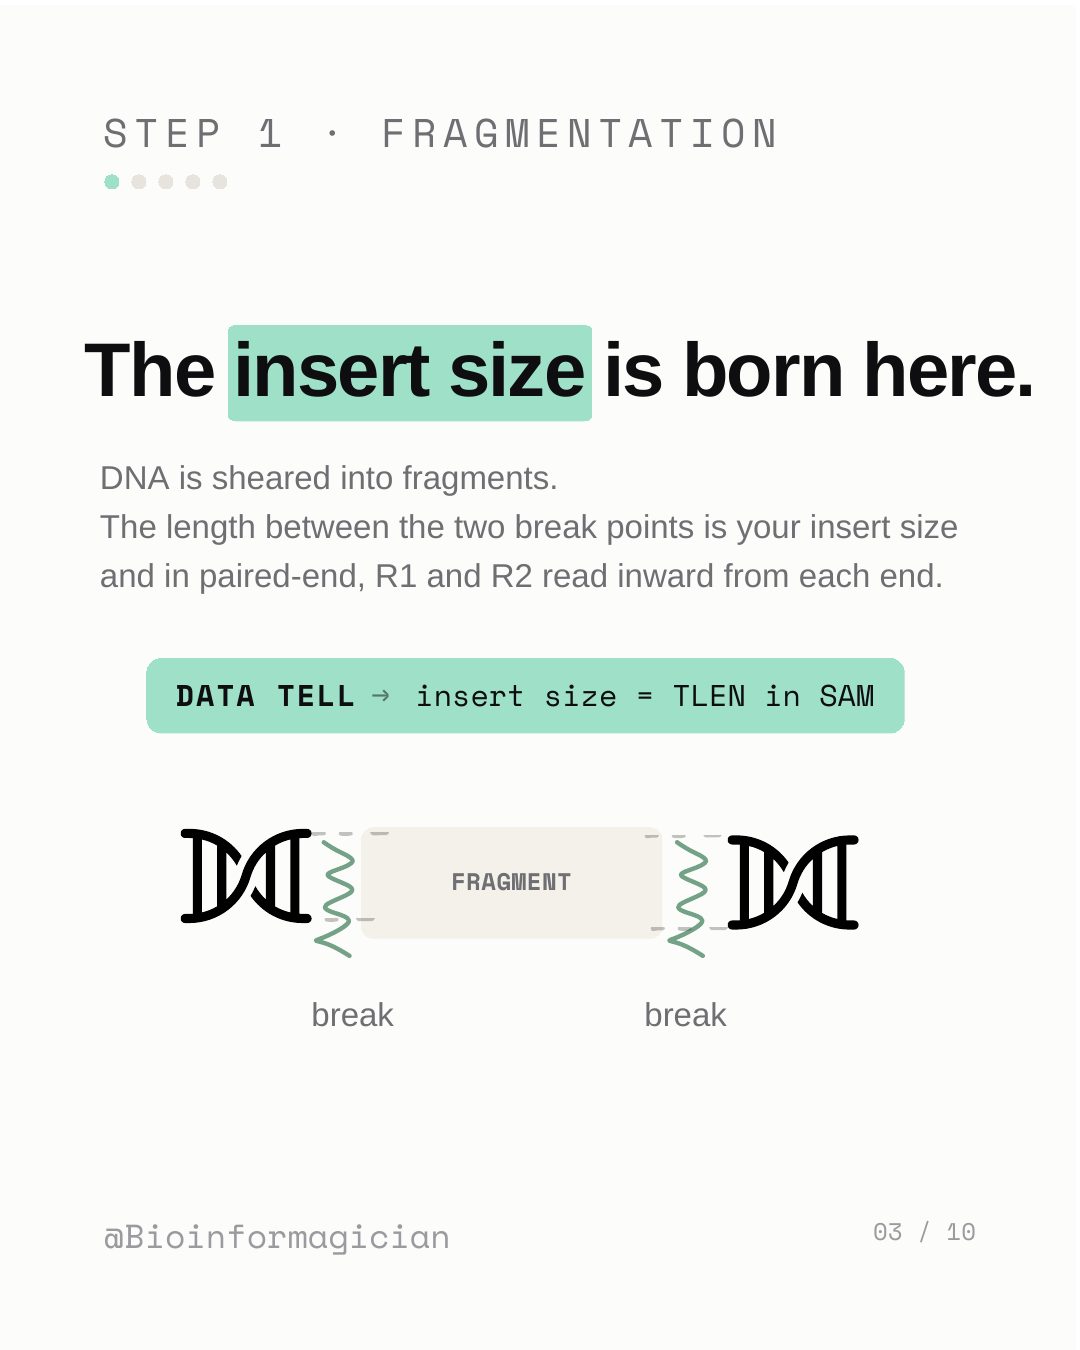 STEP 1 · FRAGMENTATION
The insert size is born here.
DNA is sheared into fragments.
The length between the two break points is your insert size
and in paired-end, R1 and R2 read inward from each end.
DATA TELL → insert size = TLEN in SAM
FRAGMENT
break break
@Bioinformagician
03 / 10